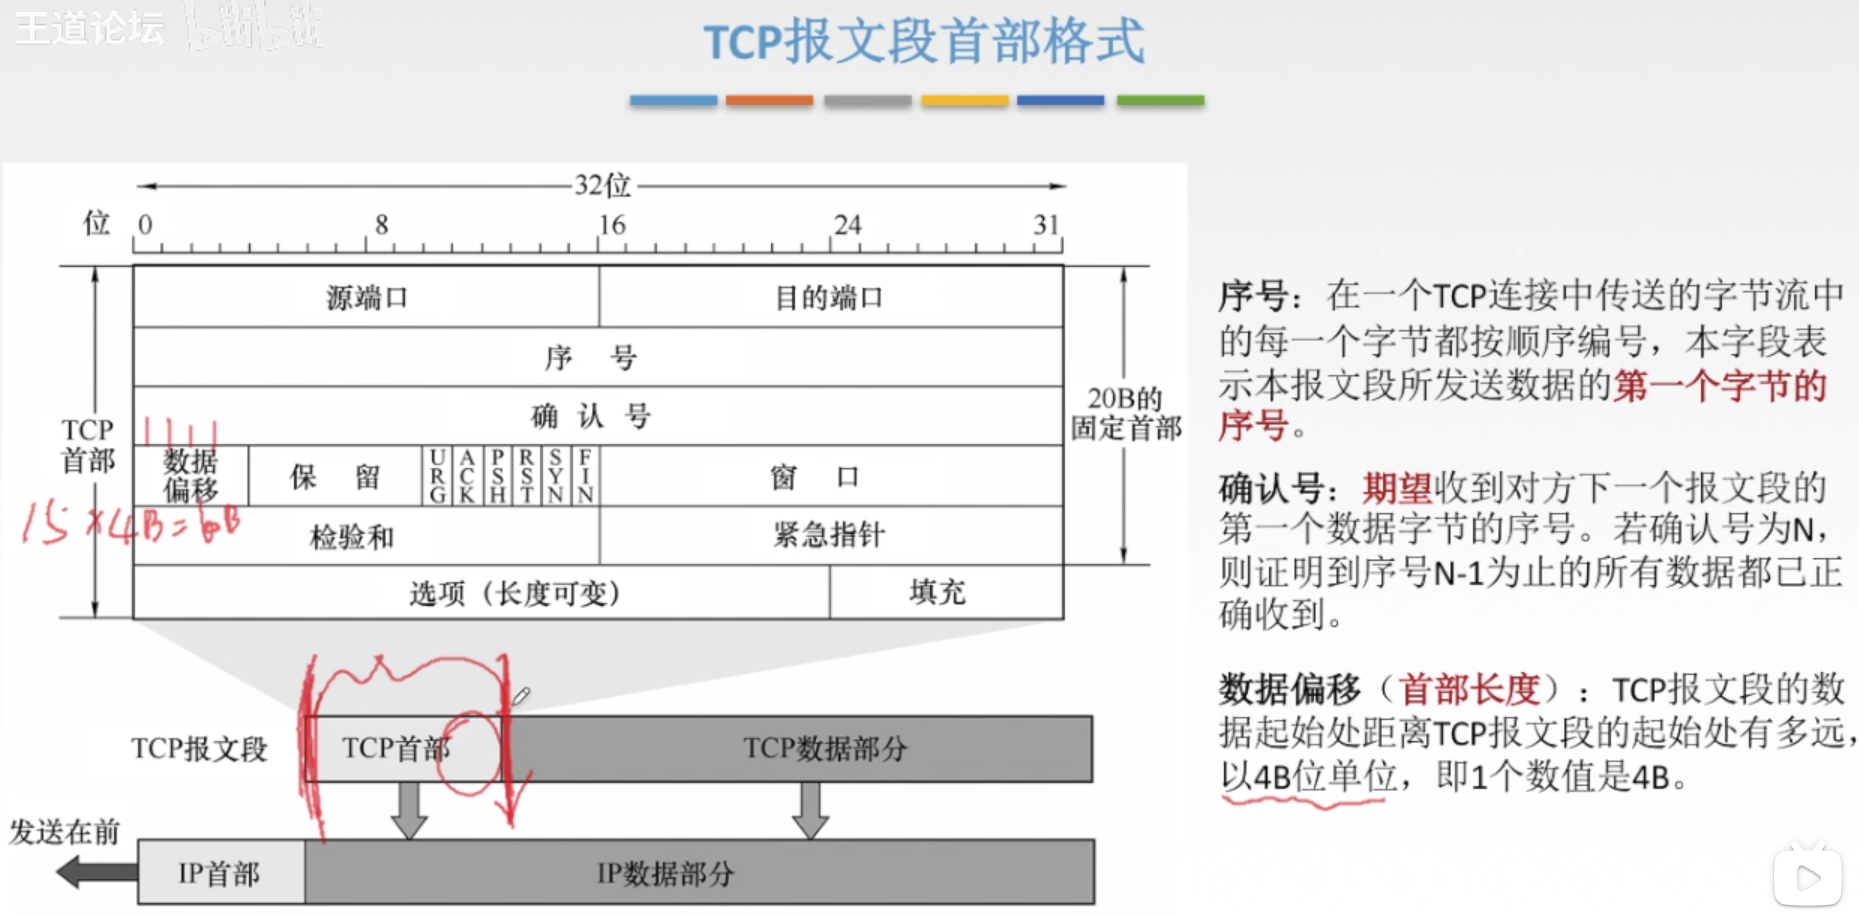 王道论坛 bilibili
TCP报文段首部格式
32位
位 0 8 16 24 31
源端口 目的端口
序 号
确 认 号
TCP首部
数据偏移 保 留 URG ACK PSH RST SYN FIN 窗 口
20B的固定首部
1111
15×4B=60B
检验和 紧急指针
选项（长度可变） 填充
TCP报文段 TCP首部 TCP数据部分
发送在前
IP首部 IP数据部分
序号：在一个TCP连接中传送的字节流中
的每一个字节都按顺序编号，本字段表
示本报文段所发送数据的第一个字节的
序号。
确认号：期望收到对方下一个报文段的
第一个数据字节的序号。若确认号为N，
则证明到序号N-1为止的所有数据都已正
确收到。
数据偏移（首部长度）：TCP报文段的数
据起始处距离TCP报文段的起始处有多远，
以4B位单位，即1个数值是4B。